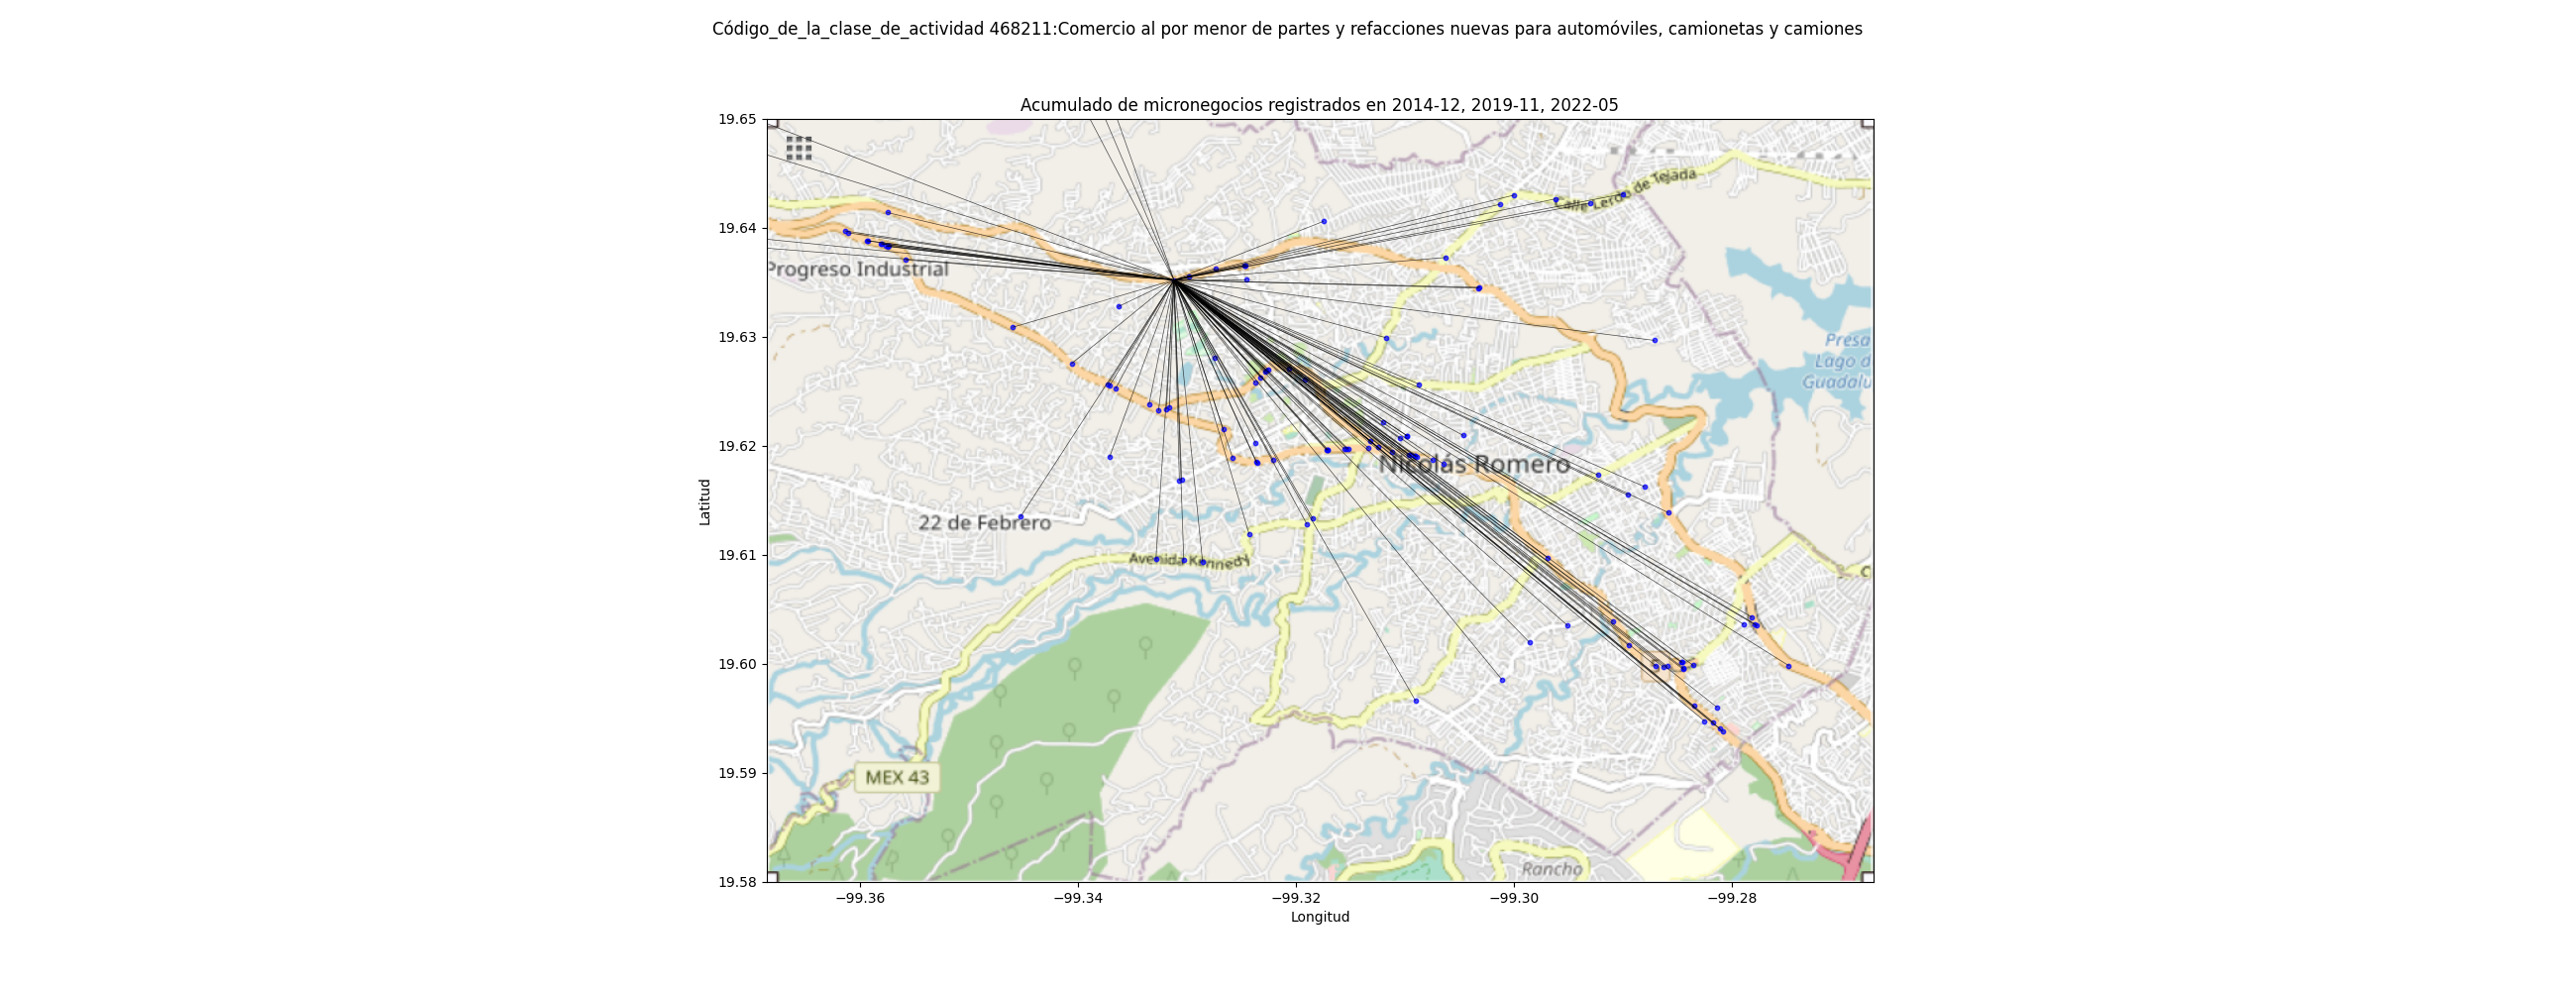 Código_de_la_clase_de_actividad 468211:Comercio al por menor de partes y refacciones nuevas para automóviles, camionetas y camiones
Acumulado de micronegocios registrados en 2014-12, 2019-11, 2022-05
19.65
19.64
19.63
19.62
19.61
19.60
19.59
19.58
Latitud
Calle Lerdo de Tejada
Progreso Industrial
Presa
Lago d
Guadalu
Nicolás Romero
22 de Febrero
Avenida Kennedy
MEX 43
Rancho
−99.36
−99.34
−99.32
−99.30
−99.28
Longitud